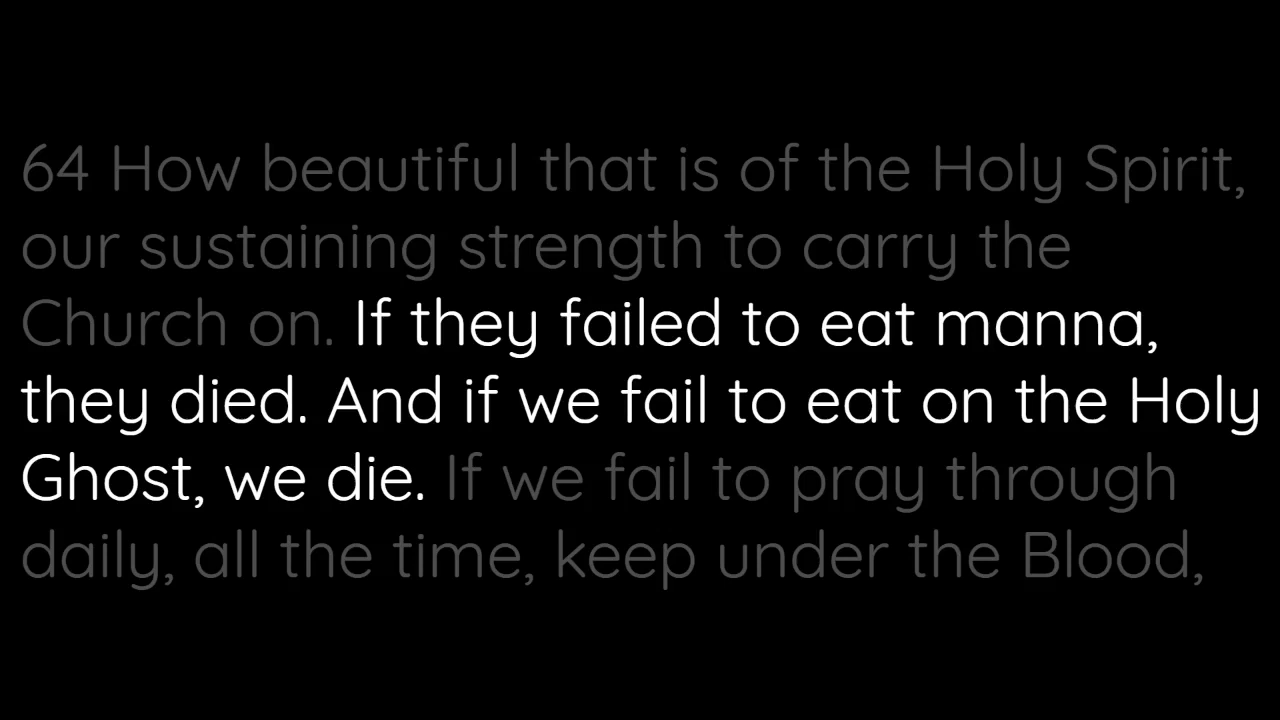 64 How beautiful that is of the Holy Spirit,
our sustaining strength to carry the
Church on. If they failed to eat manna,
they died. And if we fail to eat on the Holy
Ghost, we die. If we fail to pray through
daily, all the time, keep under the Blood,